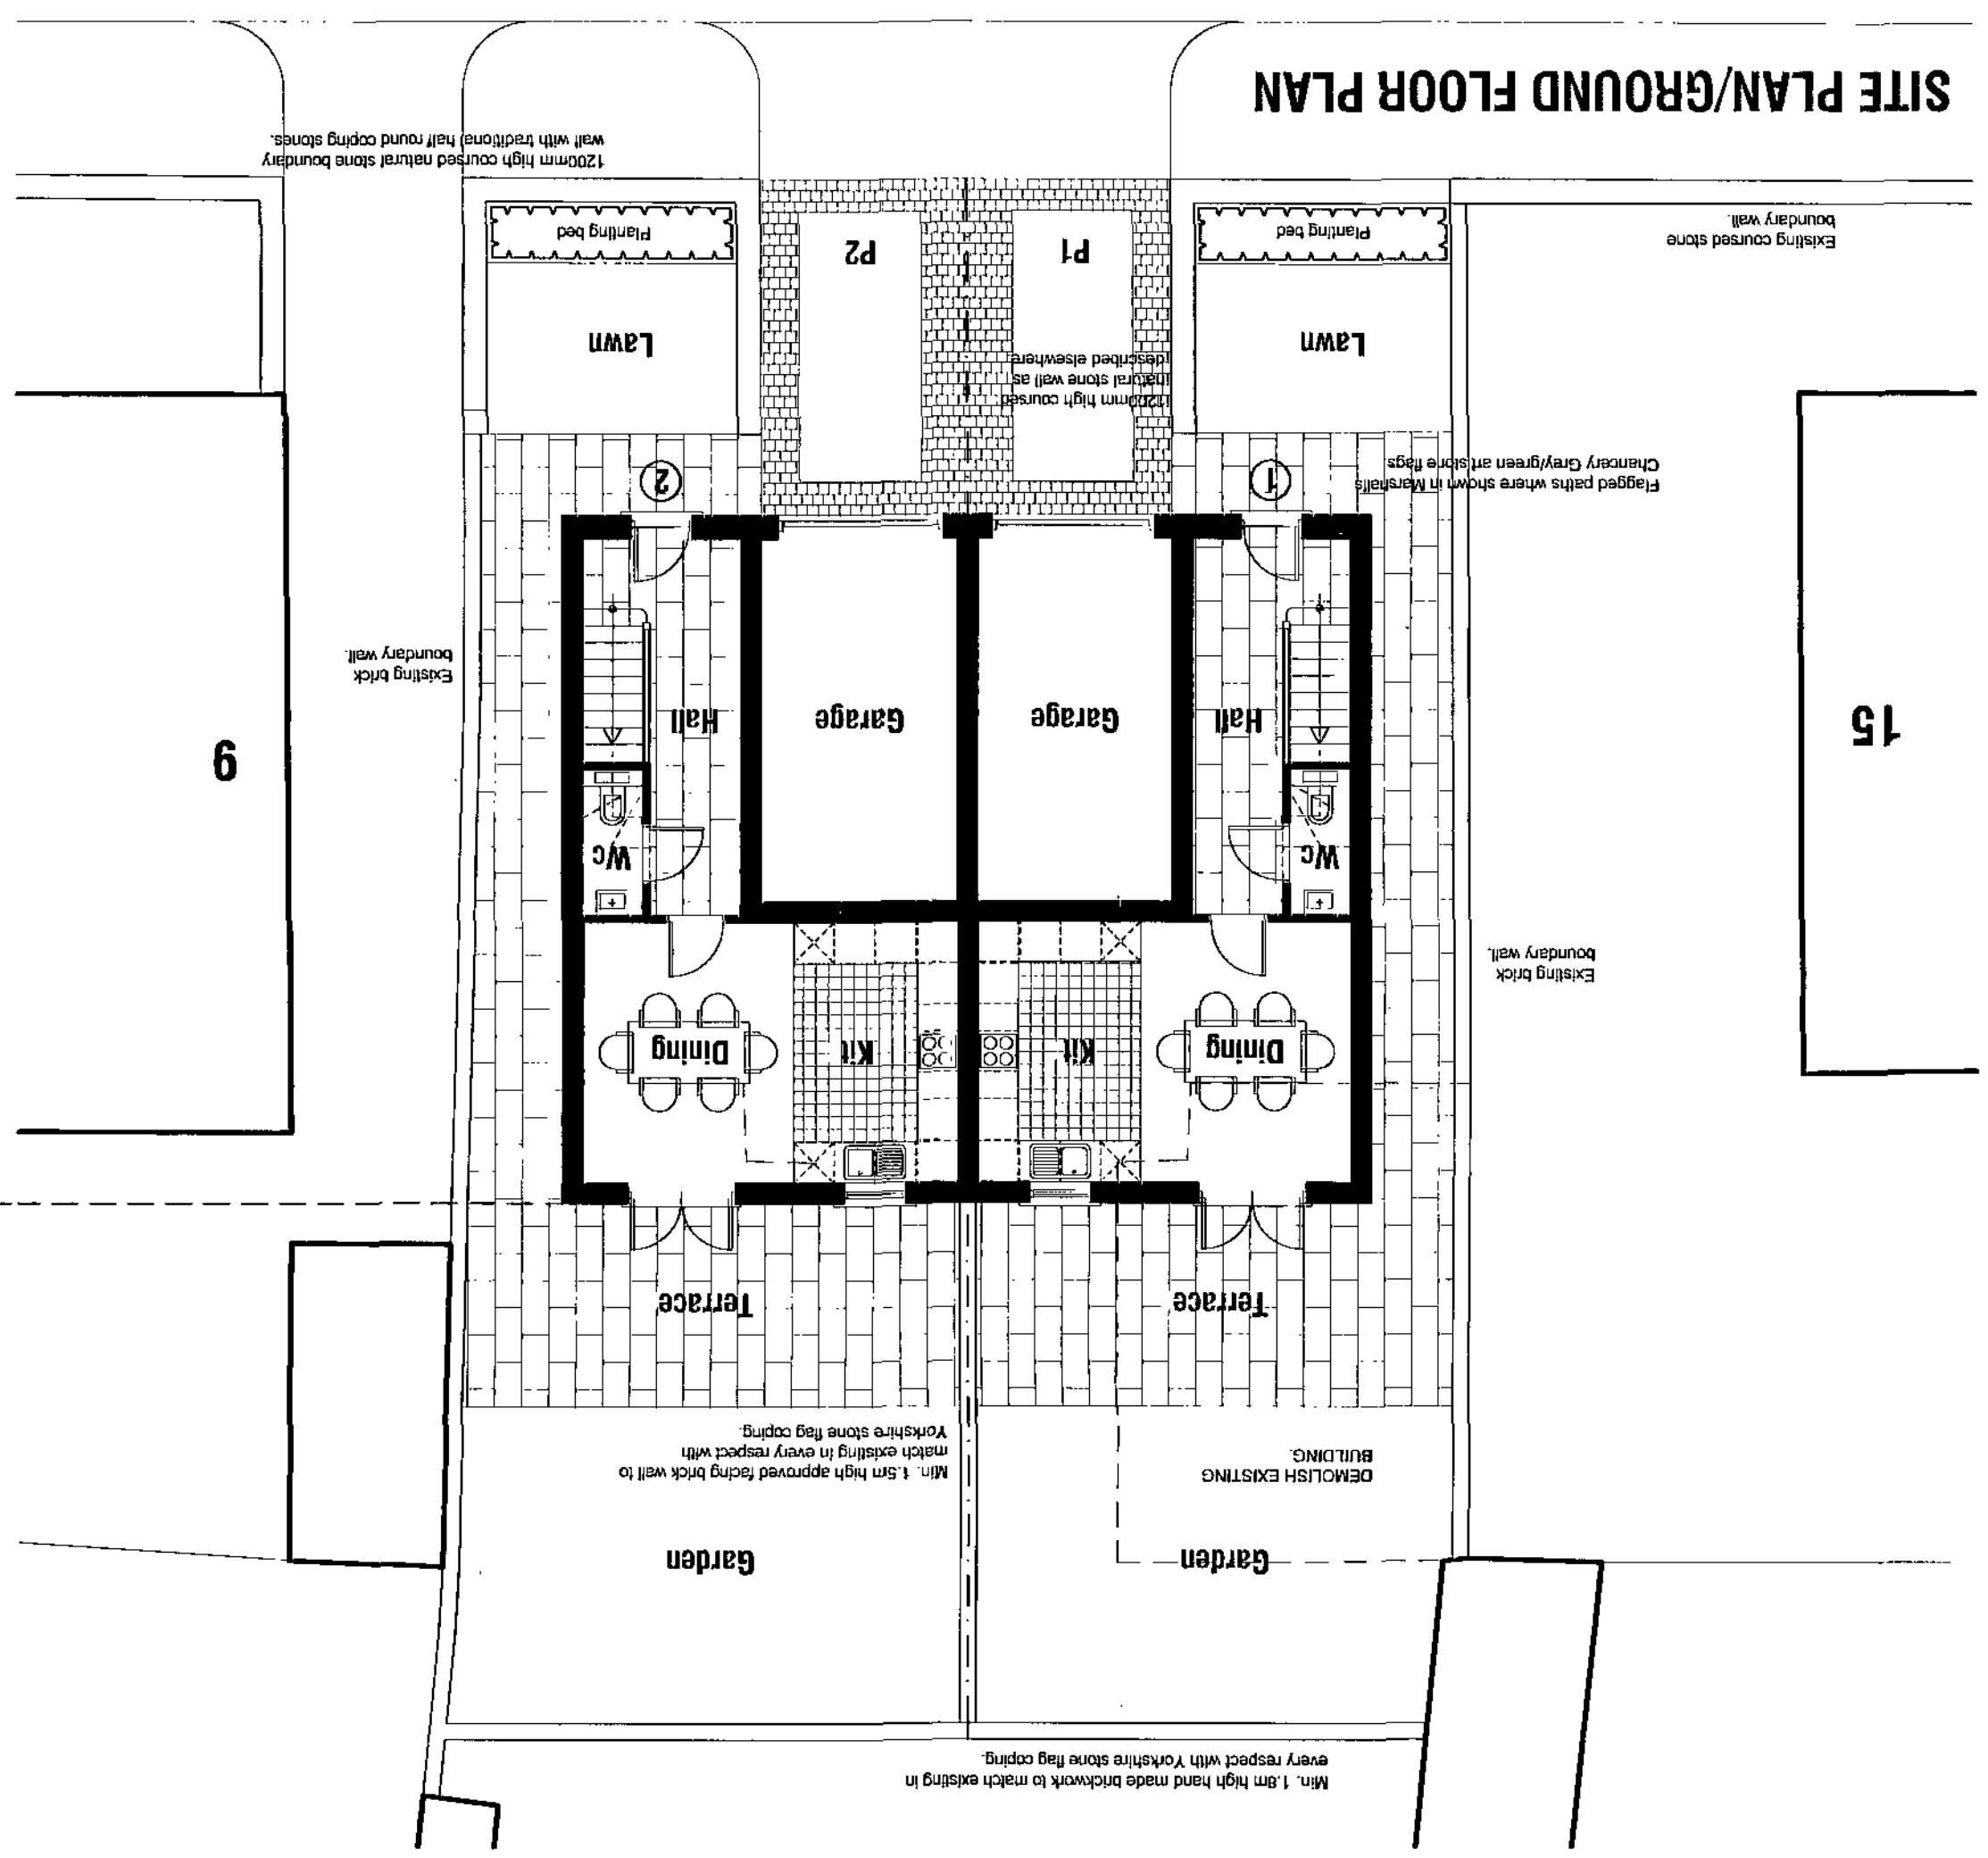 Min. 1.8m high hand made brickwork to match existing in
every respect with Yorkshire stone flag coping.
Garden
Garden
DEMOLISH EXISTING
BUILDING.
Min. 1.5m high approved facing brick wall to
match existing in every respect with
Yorkshire stone flag coping.
Terrace
Terrace
Dining
Kit
Kit
Dining
Existing brick
boundary wall.
Wc
Wc
15
Hall
Garage
Garage
Hall
9
Existing brick
boundary wall.
Flagged paths where shown in Marshalls
Chancery Grey/green art stone flags
1
2
1200mm high coursed
natural stone wall as
described elsewhere
Lawn
Lawn
P1
P2
Existing coursed stone
boundary wall.
Planting bed
Planting bed
1200mm high coursed natural stone boundary
wall with traditional half round coping stones.
SITE PLAN/GROUND FLOOR PLAN